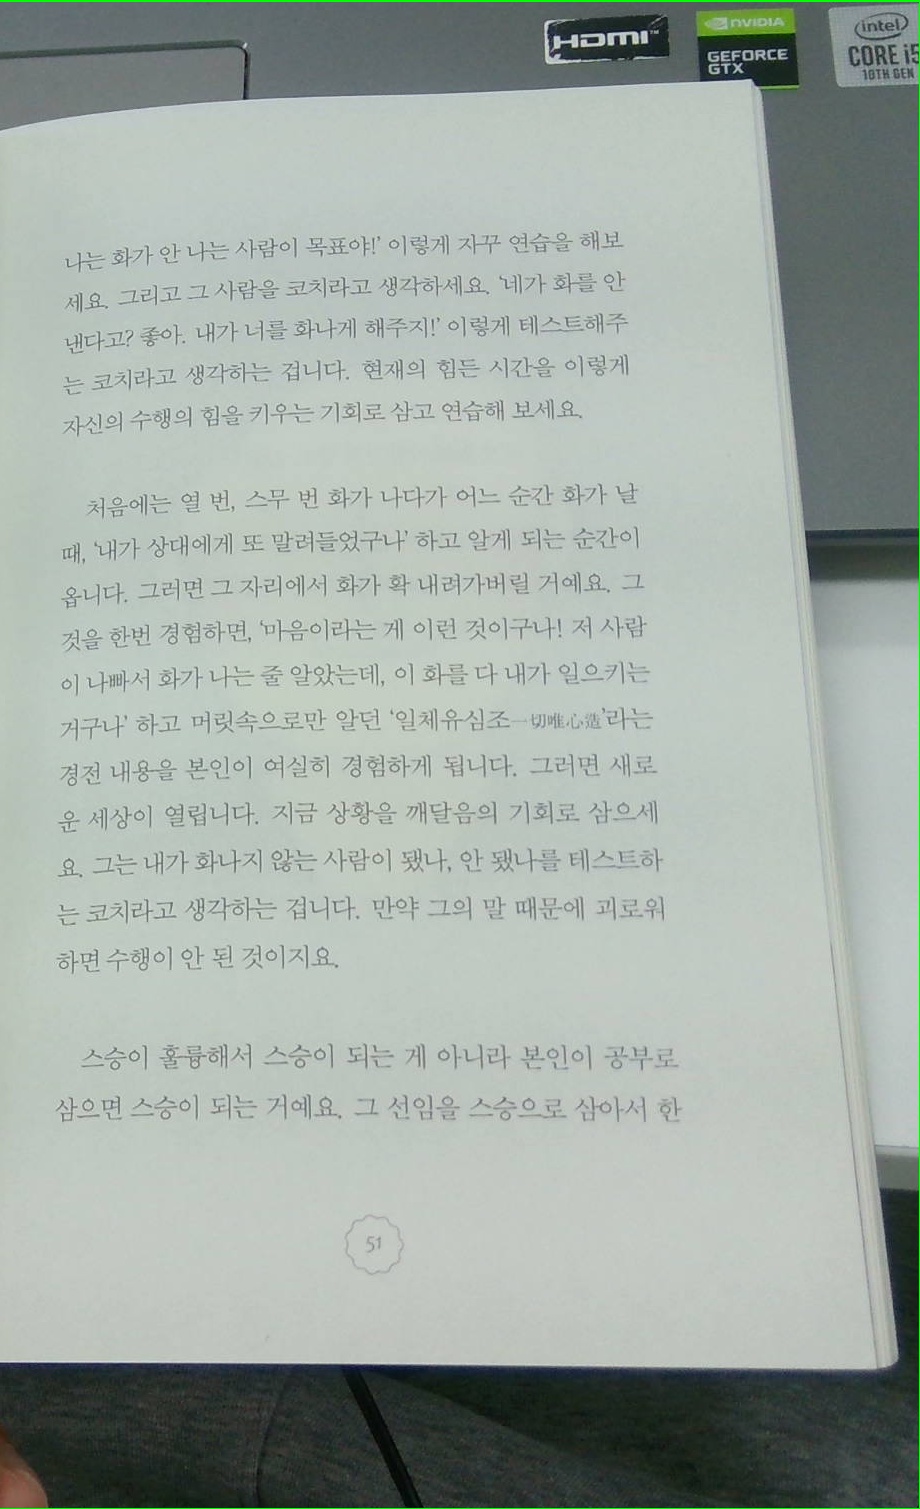 HDMI™
NVIDIA
GEFORCE
GTX
intel
CORE i5
10TH GEN
나는 화가 안 나는 사람이 목표야!’ 이렇게 자꾸 연습을 해보
세요. 그리고 그 사람을 코치라고 생각하세요. ‘네가 화를 안
낸다고? 좋아. 내가 너를 화나게 해주지!’ 이렇게 테스트해주
는 코치라고 생각하는 겁니다. 현재의 힘든 시간을 이렇게
자신의 수행의 힘을 키우는 기회로 삼고 연습해 보세요.
처음에는 열 번, 스무 번 화가 나다가 어느 순간 화가 날
때, ‘내가 상대에게 또 말려들었구나’ 하고 알게 되는 순간이
옵니다. 그러면 그 자리에서 화가 확 내려가버릴 거예요. 그
것을 한번 경험하면, ‘마음이라는 게 이런 것이구나! 저 사람
이 나빠서 화가 나는 줄 알았는데, 이 화를 다 내가 일으키는
거구나’ 하고 머릿속으로만 알던 ‘일체유심조一切唯心造’라는
경전 내용을 본인이 여실히 경험하게 됩니다. 그러면 새로
운 세상이 열립니다. 지금 상황을 깨달음의 기회로 삼으세
요. 그는 내가 화나지 않는 사람이 됐나, 안 됐나를 테스트하
는 코치라고 생각하는 겁니다. 만약 그의 말 때문에 괴로워
하면 수행이 안 된 것이지요.
스승이 훌륭해서 스승이 되는 게 아니라 본인이 공부로
삼으면 스승이 되는 거예요. 그 선임을 스승으로 삼아서 한
51